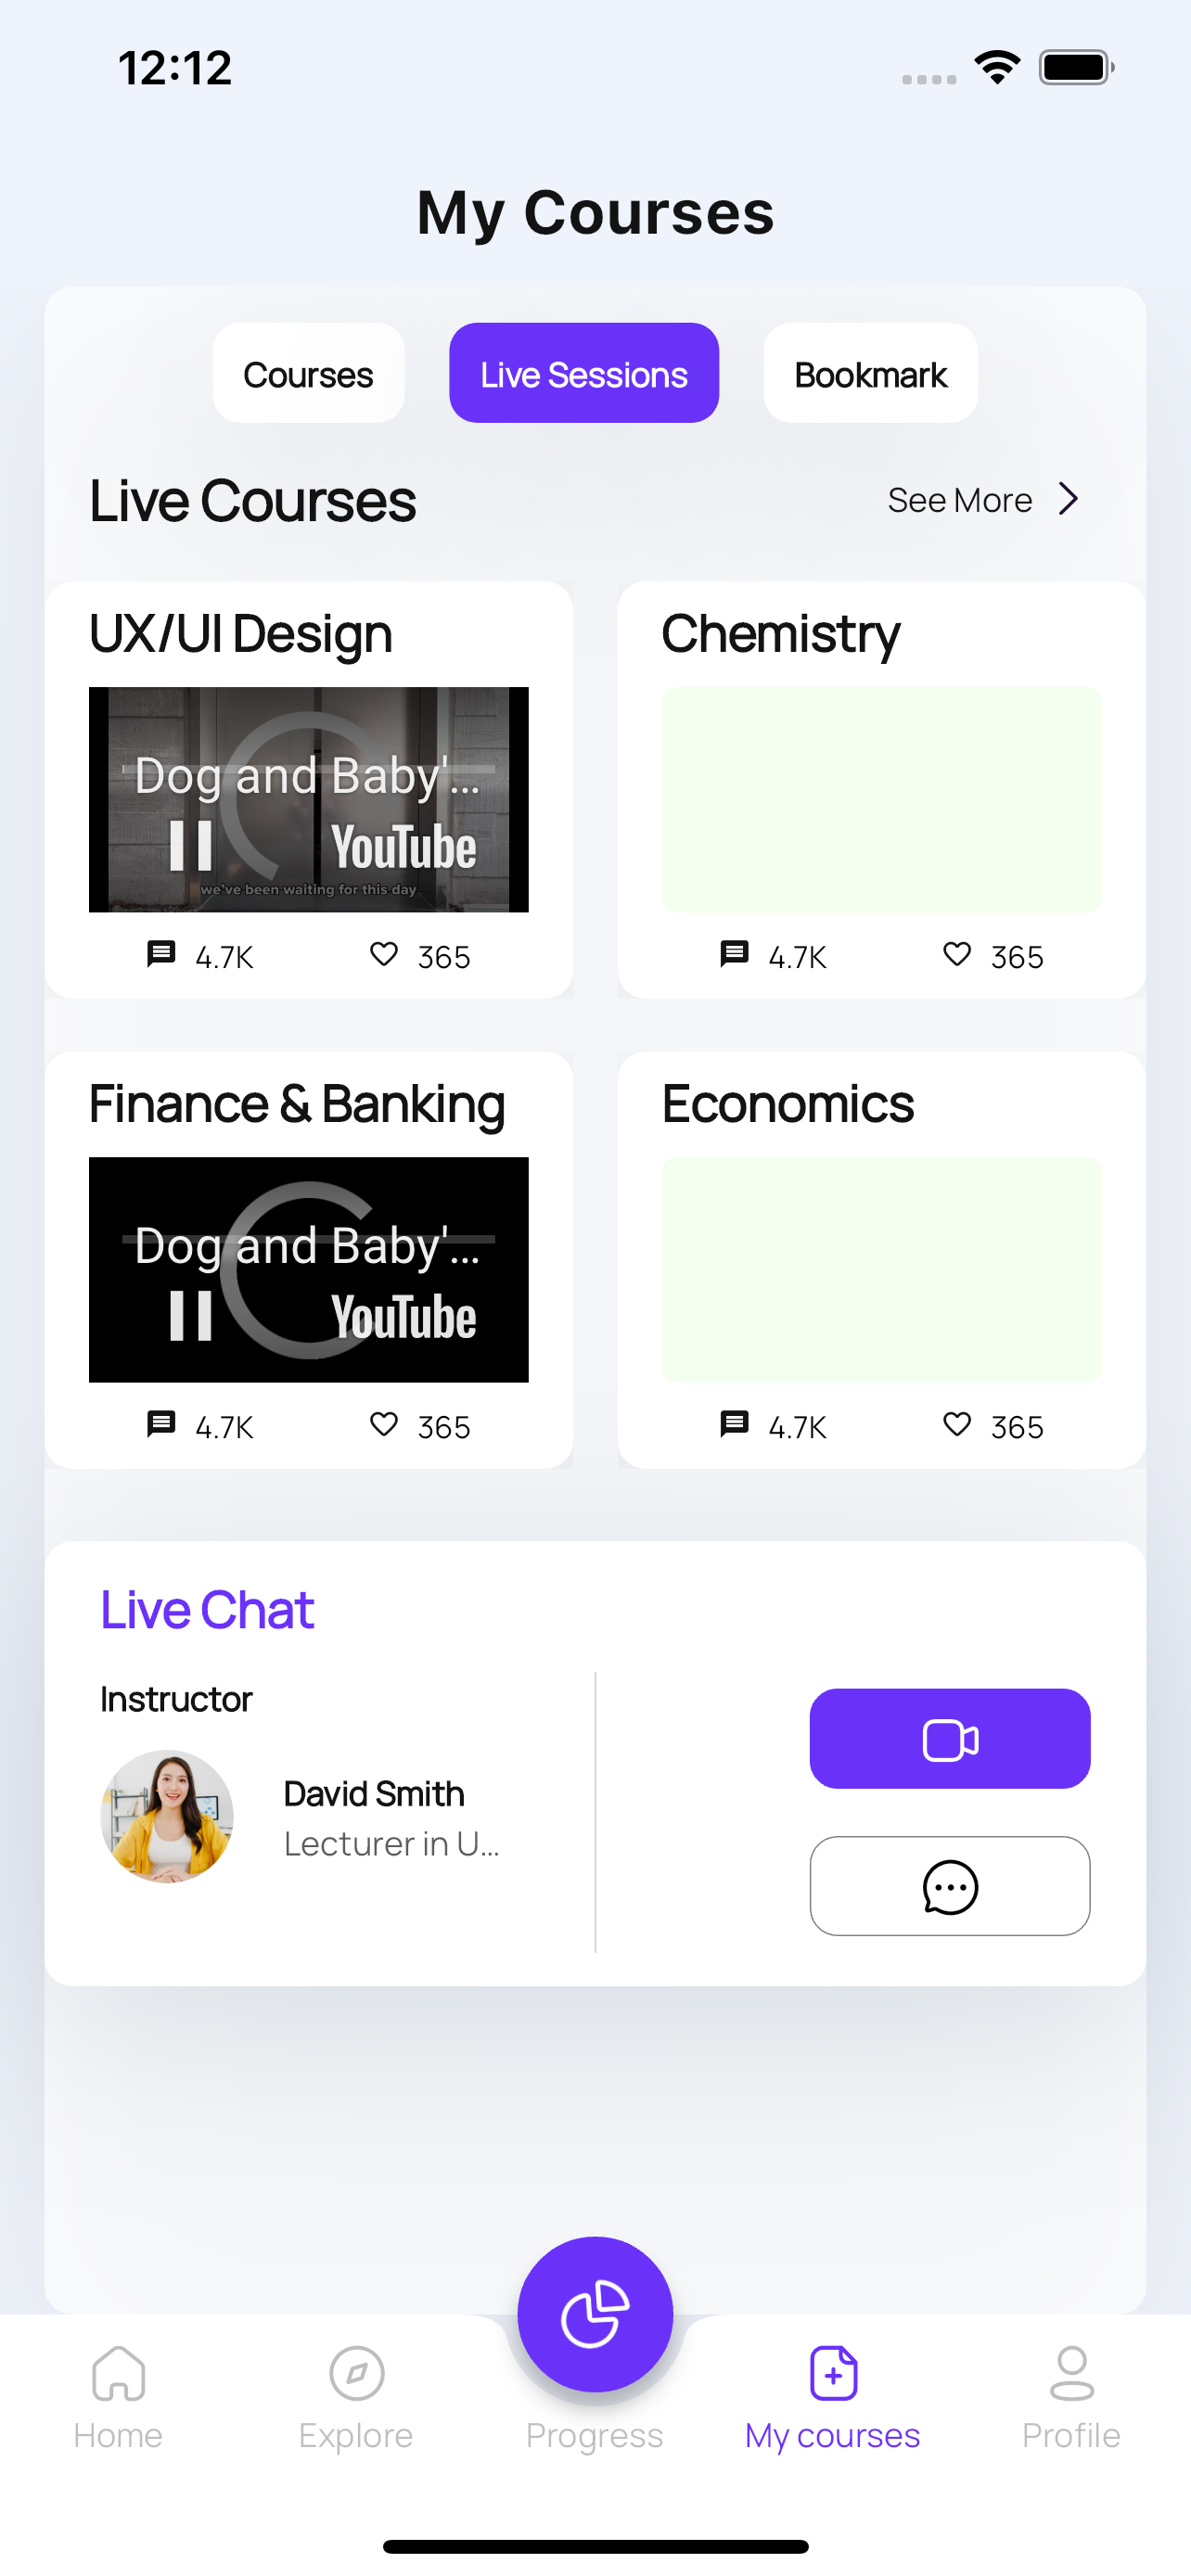 12:12
My Courses
Courses
Live Sessions
Bookmark
Live Courses
See More
UX/UI Design
Chemistry
Dog and Baby'...
YouTube
we've been waiting for this day
4.7K
365
4.7K
365
Finance & Banking
Economics
Dog and Baby'...
YouTube
4.7K
365
4.7K
365
Live Chat
Instructor
David Smith
Lecturer in U...
Home
Explore
Progress
My courses
Profile